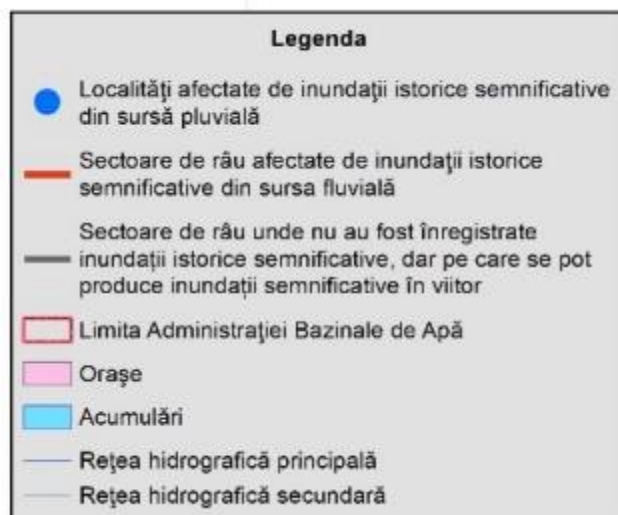 Legenda
Localităţi afectate de inundaţii istorice semnificative
din sursă pluvială
Sectoare de râu afectate de inundaţii istorice
semnificative din sursa fluvială
Sectoare de râu unde nu au fost înregistrate
inundații istorice semnificative, dar pe care se pot
produce inundații semnificative în viitor
Limita Administraţiei Bazinale de Apă
Oraşe
Acumulări
Reţea hidrografică principală
Reţea hidrografică secundară